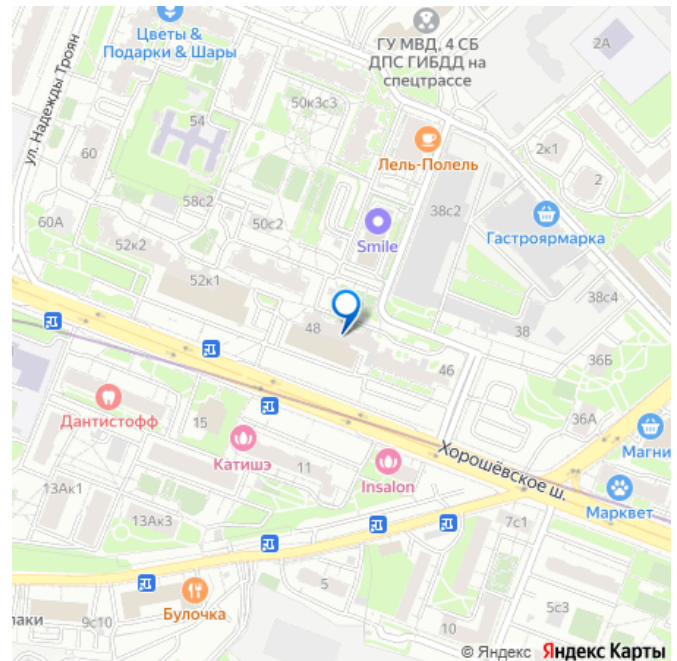 Цветы &
Подарки & Шары
ГУ МВД, 4 СБ
ДПС ГИБДД на
спецтрассе
2А
ул. Надежды Троян
50к3с3
54
60
Лель-Полель
2к1
2
58с2
38с2
60А
50с2
Smile
Гастроярмарка
52к2
52к1
38с4
48
38
36Б
46
Дантистофф
15
36А
Магни
Катишэ
11
Хорошёвское ш.
Insalon
13Ак1
Марквет
13Ак3
7с1
5
Булочка
5с3
лаки
9с10
10
© Яндекс Яндекс Карты